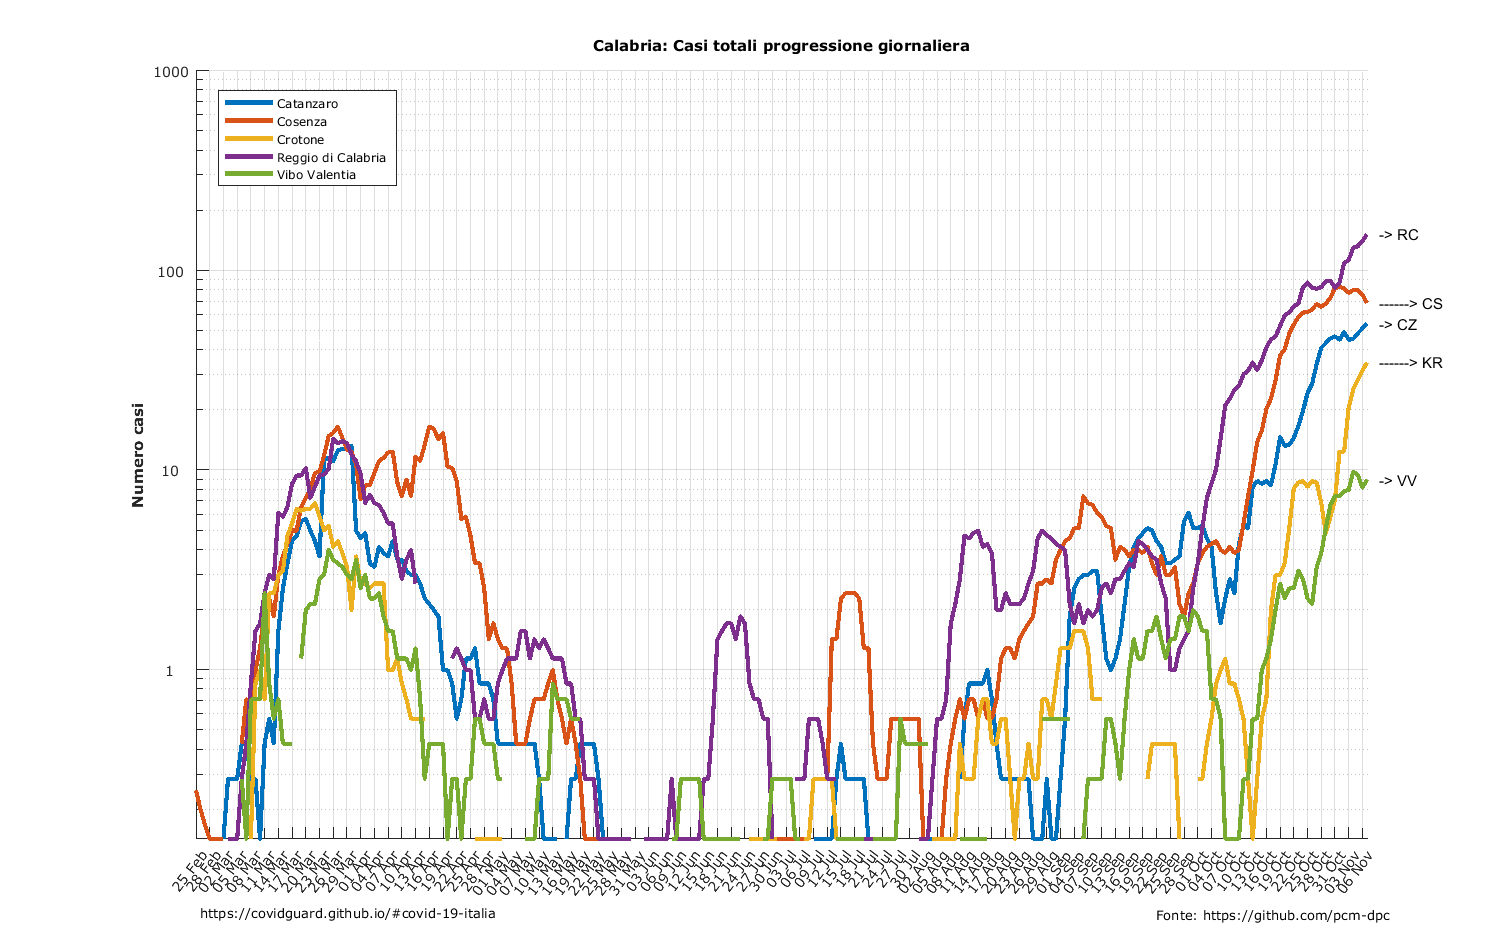 Calabria: Casi totali progressione giornaliera
1000
100
10
1
Numero casi
Catanzaro
Cosenza
Crotone
Reggio di Calabria
Vibo Valentia
-> RC
------> CS
-> CZ
------> KR
-> VV
25 Feb
28 Feb
02 Mar
05 Mar
08 Mar
11 Mar
14 Mar
17 Mar
20 Mar
23 Mar
26 Mar
29 Mar
01 Apr
04 Apr
07 Apr
10 Apr
13 Apr
16 Apr
19 Apr
22 Apr
25 Apr
28 Apr
01 May
04 May
07 May
10 May
13 May
16 May
19 May
22 May
25 May
28 May
31 May
03 Jun
06 Jun
09 Jun
12 Jun
15 Jun
18 Jun
21 Jun
24 Jun
27 Jun
30 Jun
03 Jul
06 Jul
09 Jul
12 Jul
15 Jul
18 Jul
21 Jul
24 Jul
27 Jul
30 Jul
02 Aug
05 Aug
08 Aug
11 Aug
14 Aug
17 Aug
20 Aug
23 Aug
26 Aug
29 Aug
01 Sep
04 Sep
07 Sep
10 Sep
13 Sep
16 Sep
19 Sep
22 Sep
25 Sep
28 Sep
01 Oct
04 Oct
07 Oct
10 Oct
13 Oct
16 Oct
19 Oct
22 Oct
25 Oct
28 Oct
31 Oct
03 Nov
06 Nov
https://covidguard.github.io/#covid-19-italia
Fonte: https://github.com/pcm-dpc